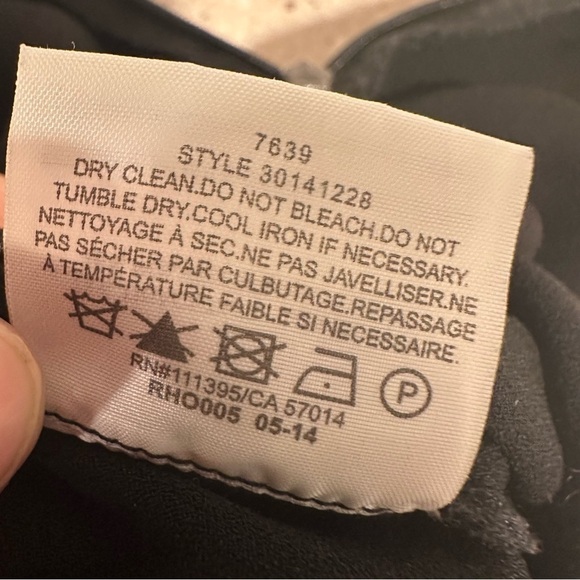 7639
STYLE 30141228
DRY CLEAN.DO NOT BLEACH.DO NOT
TUMBLE DRY.COOL IRON IF NECESSARY.
NETTOYAGE À SEC.NE PAS JAVELLISER.NE
PAS SÉCHER PAR CULBUTAGE.REPASSAGE
À TEMPÉRATURE FAIBLE SI NECESSAIRE.
P
RN#111395/CA 57014
RHO005 05-14